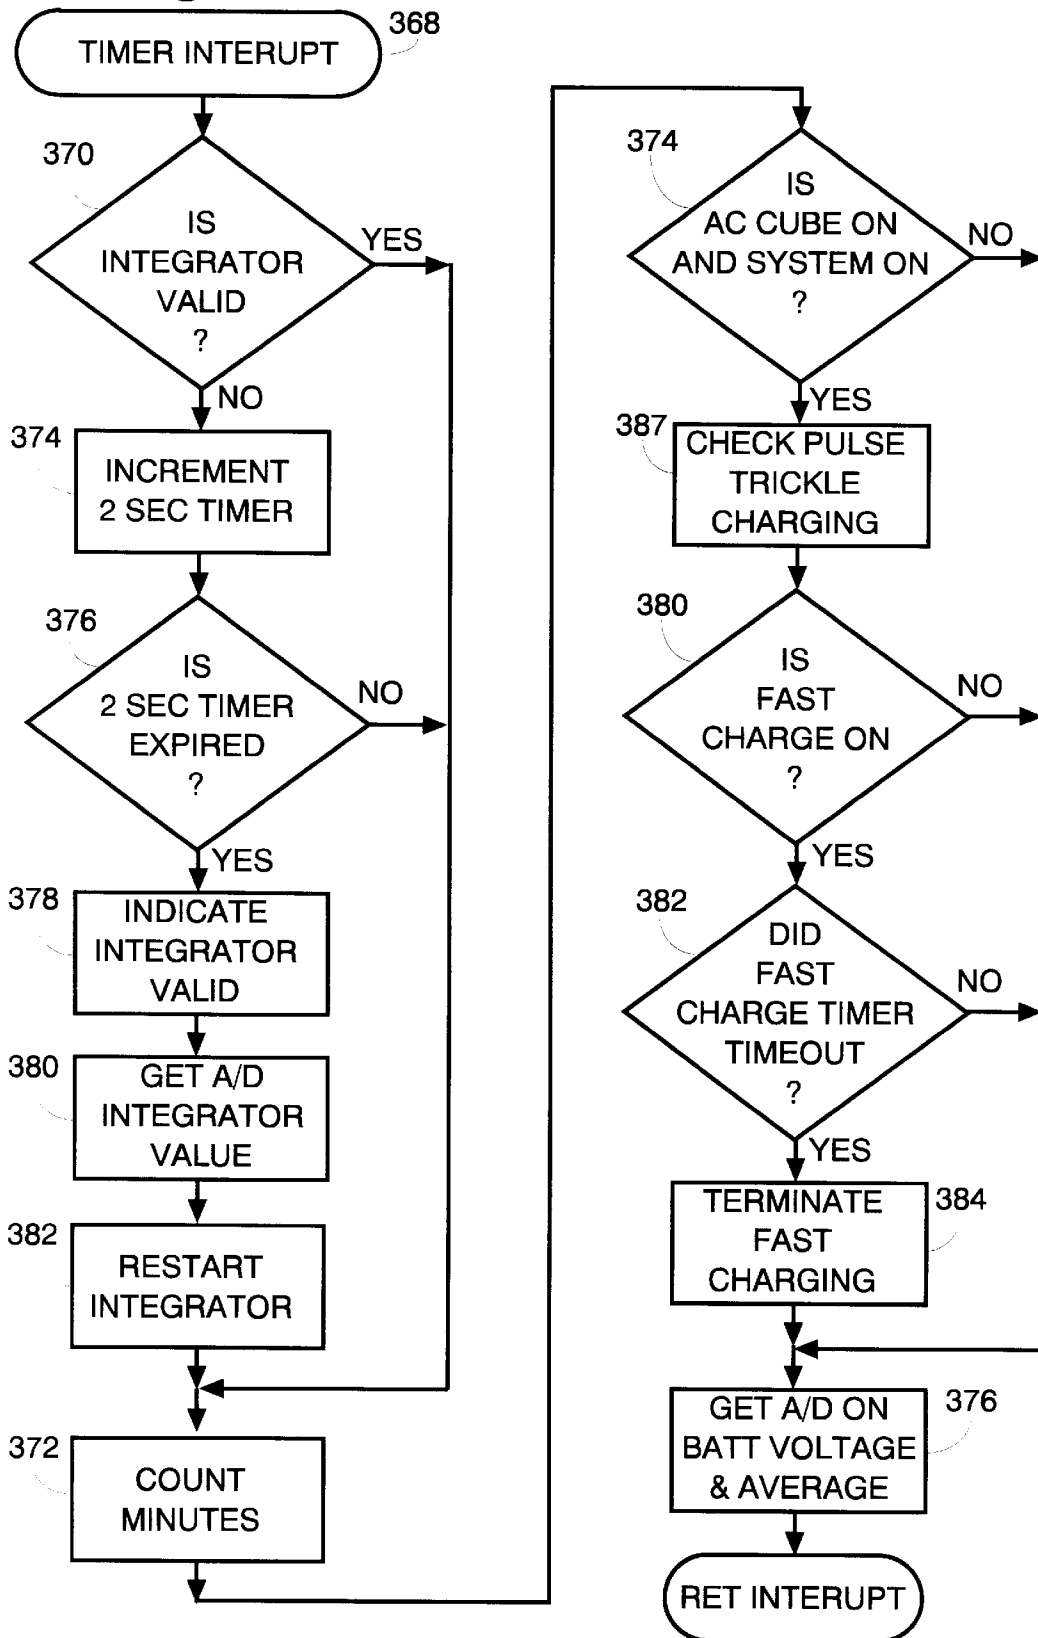 368
TIMER INTERUPT
370
IS
INTEGRATOR
VALID
?
YES
NO
374
INCREMENT
2 SEC TIMER
376
IS
2 SEC TIMER
EXPIRED
?
NO
YES
378
INDICATE
INTEGRATOR
VALID
380
GET A/D
INTEGRATOR
VALUE
382
RESTART
INTEGRATOR
372
COUNT
MINUTES
374
IS
AC CUBE ON
AND SYSTEM ON
?
NO
YES
387
CHECK PULSE
TRICKLE
CHARGING
380
IS
FAST
CHARGE ON
?
NO
YES
382
DID
FAST
CHARGE TIMER
TIMEOUT
?
NO
YES
384
TERMINATE
FAST
CHARGING
376
GET A/D ON
BATT VOLTAGE
& AVERAGE
RET INTERUPT